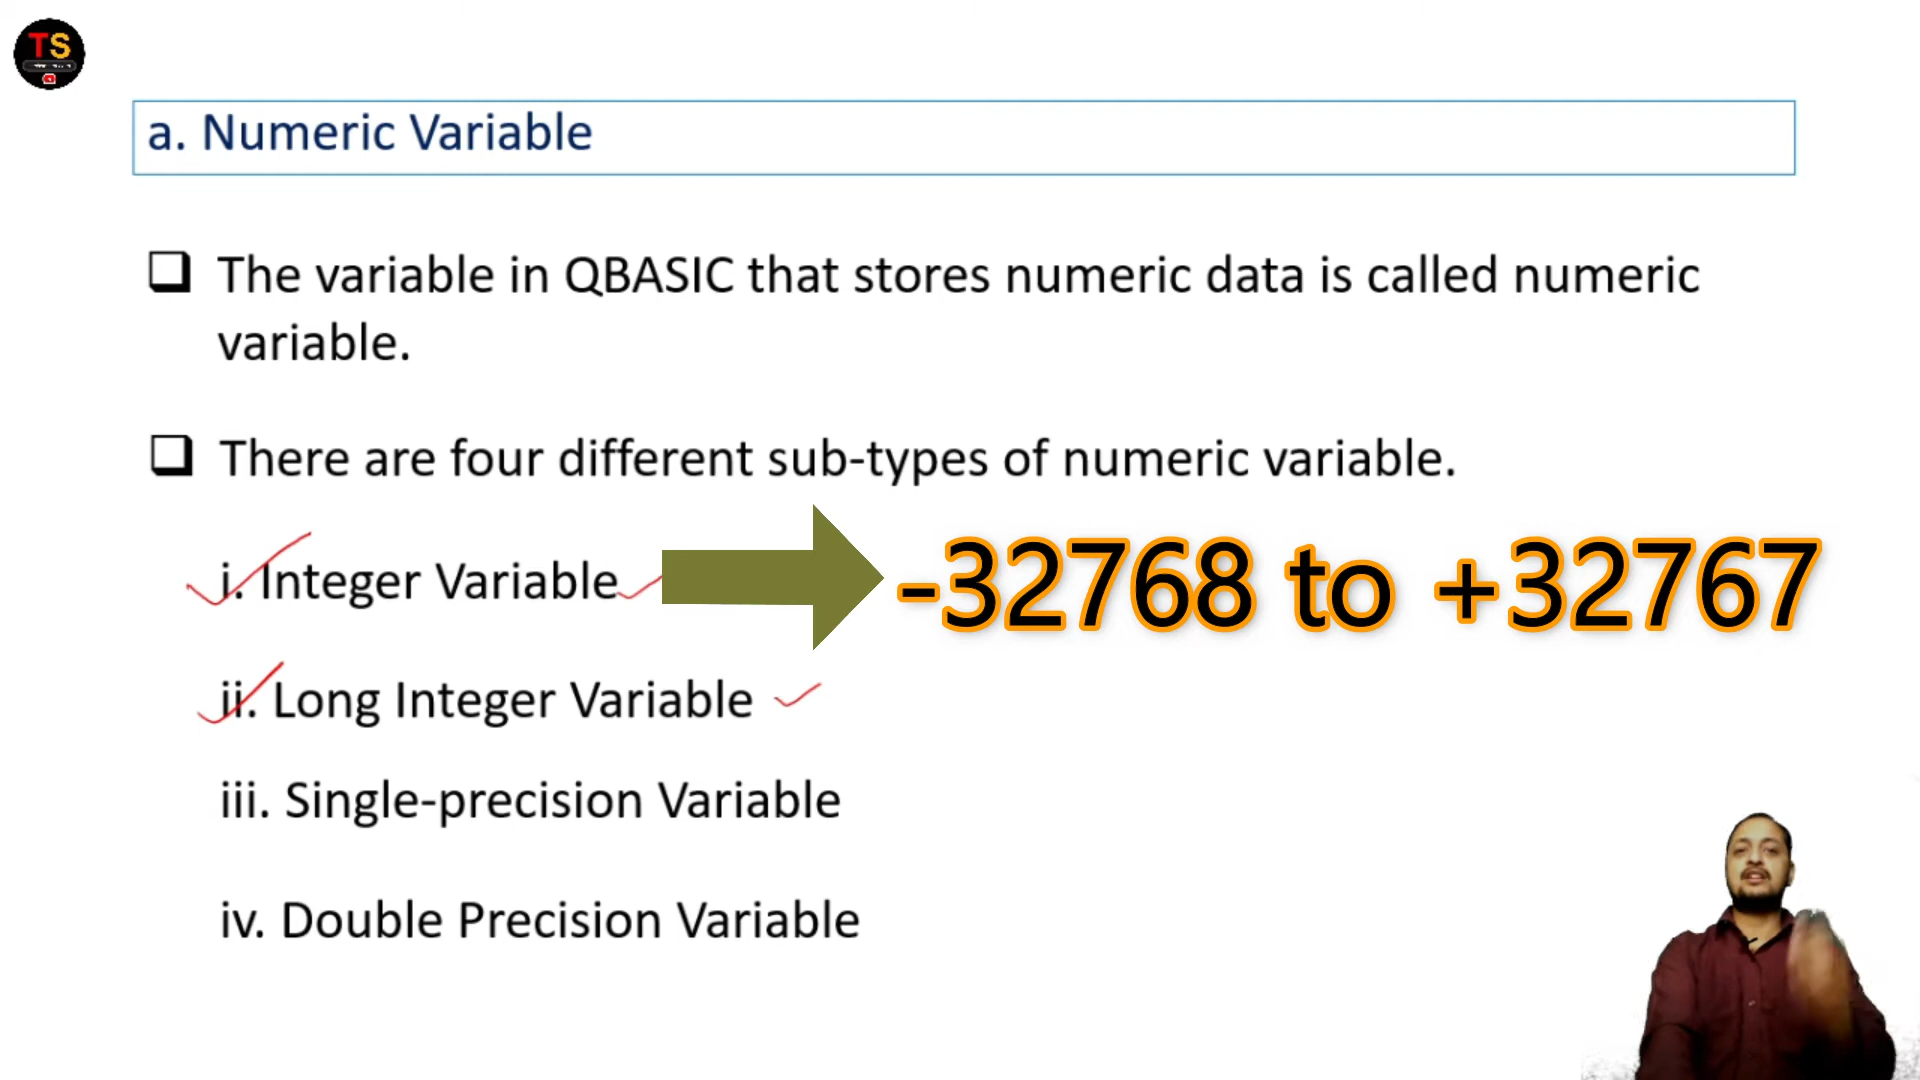 TS
a. Numeric Variable
The variable in QBASIC that stores numeric data is called numeric
variable.
There are four different sub-types of numeric variable.
i. Integer Variable
-32768 to +32767
ii. Long Integer Variable
iii. Single-precision Variable
iv. Double Precision Variable